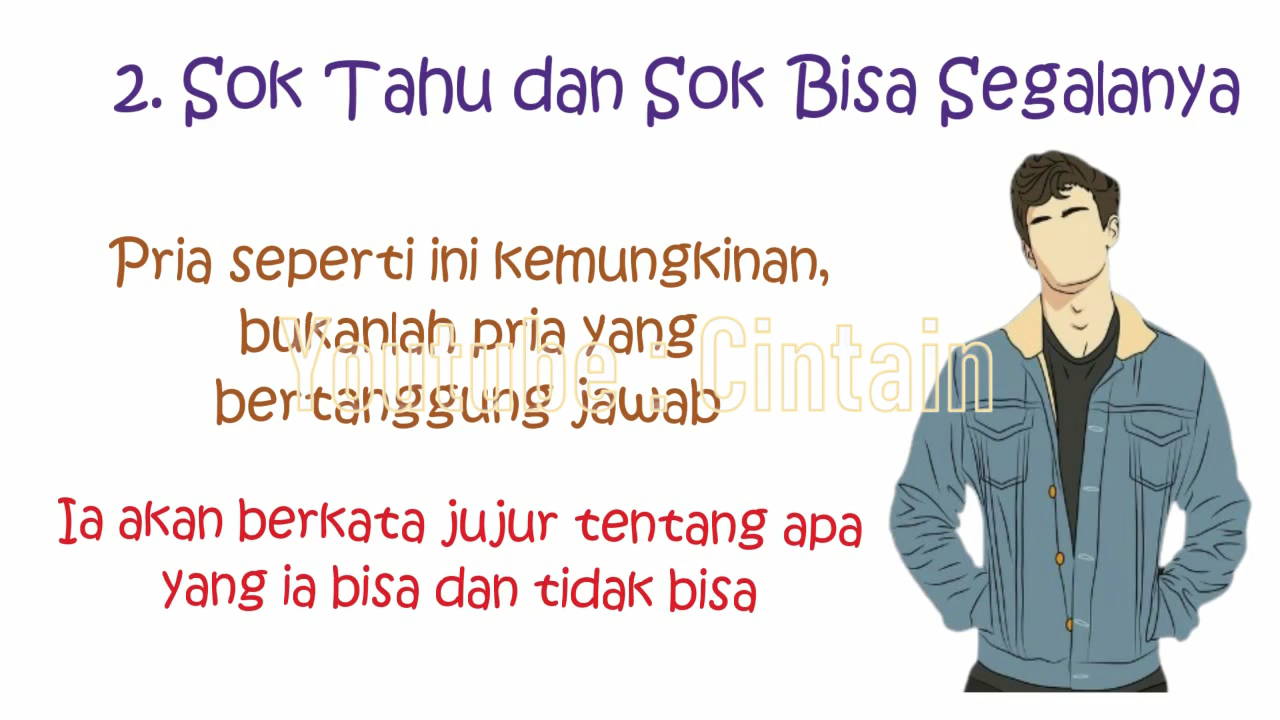 2. Sok Tahu dan Sok Bisa Segalanya
Pria seperti ini kemungkinan,
bukanlah pria yang
bertanggung jawab
Youtube : Cintain
Ia akan berkata jujur tentang apa
yang ia bisa dan tidak bisa